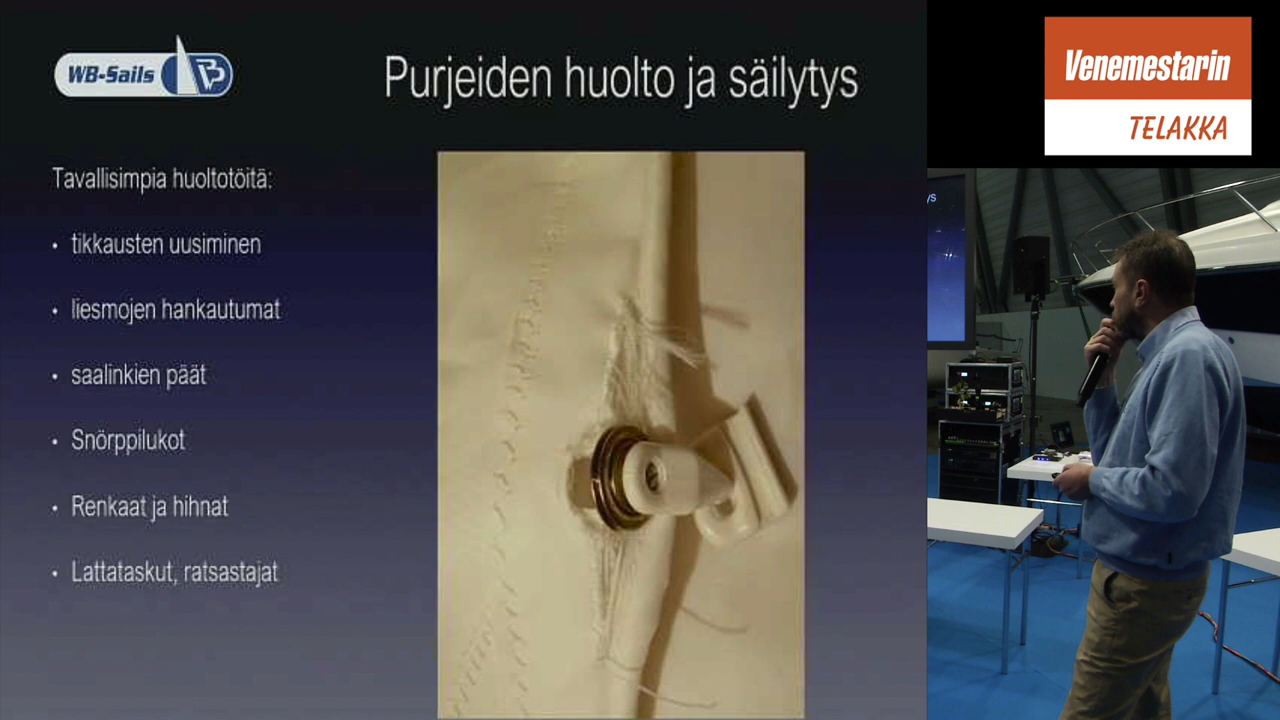 WB-Sails
Purjeiden huolto ja säilytys
Tavallisimpia huoltotöitä:
• tikkausten uusiminen
• liesmojen hankautumat
• saalinkien päät
• Snörppilukot
• Renkaat ja hihnat
• Lattataskut, ratsastajat
Venemestarin
TELAKKA
ys